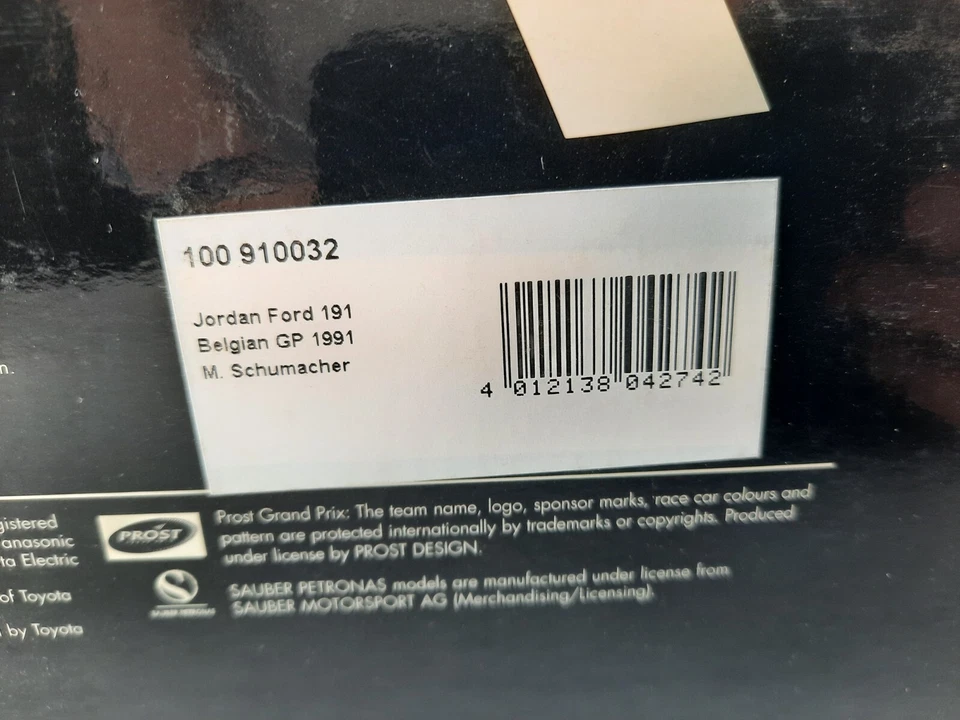 100 910032
Jordan Ford 191
Belgian GP 1991
M. Schumacher
4 012138 042742
n.
gistered
anasonic
ta Electric
of Toyota
by Toyota
PROST
Prost Grand Prix: The team name, logo, sponsor marks, race car colours and
pattern are protected internationally by trademarks or copyrights. Produced
under license by PROST DESIGN.
SAUBER PETRONAS
SAUBER PETRONAS models are manufactured under license from
SAUBER MOTORSPORT AG (Merchandising/Licensing).